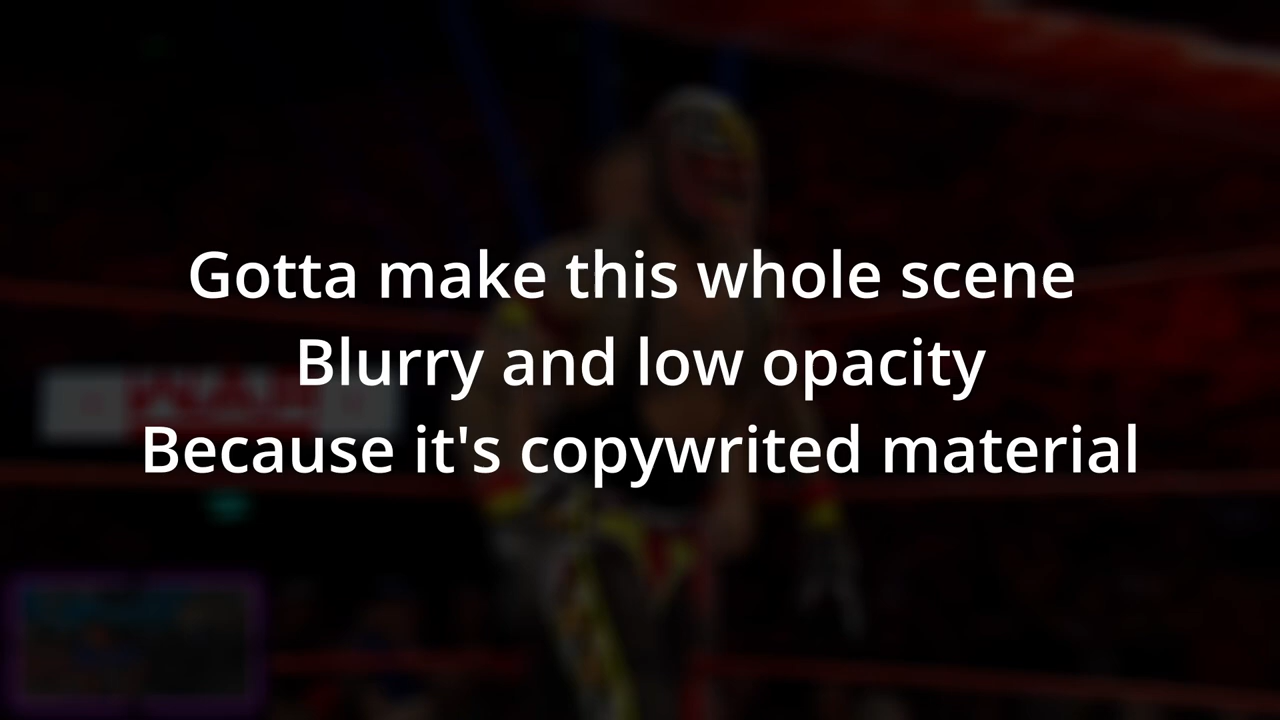 Gotta make this whole scene
Blurry and low opacity
Because it's copywrited material